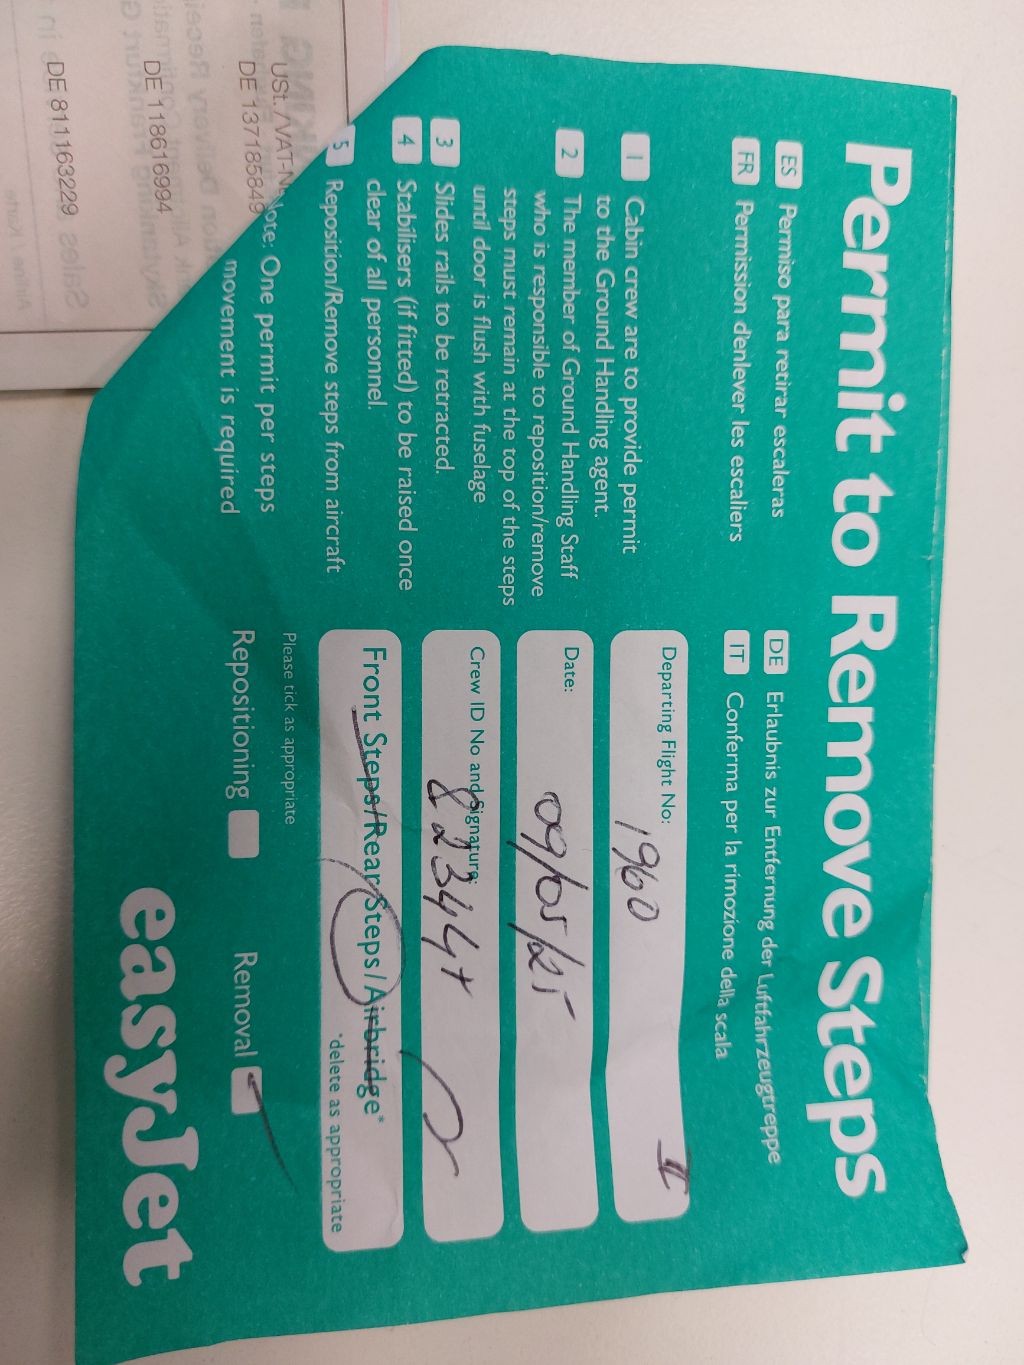 Permit to Remove Steps
ES Permiso para retirar escaleras
FR Permission denlever les escaliers
DE Erlaubnis zur Entfernung der Luftfahrzeugtreppe
IT Conferma per la rimozione della scala
1 Cabin crew are to provide permit
to the Ground Handling agent.
2 The member of Ground Handling Staff
who is responsible to reposition/remove
steps must remain at the top of the steps
until door is flush with fuselage
3 Slides rails to be retracted.
4 Stabilisers (if fitted) to be raised once
clear of all personnel.
5 Reposition/Remove steps from aircraft
Note: One permit per steps
movement is required
Departing Flight No:
1960 II
Date:
09/05/25
Crew ID No and Signature:
82344
Front Steps/Rear Steps/Airbridge*
*delete as appropriate
Please tick as appropriate
Repositioning
Removal
easyJet
USt./VAT-N
DE 137185849
DE 118616994
DE 811163229